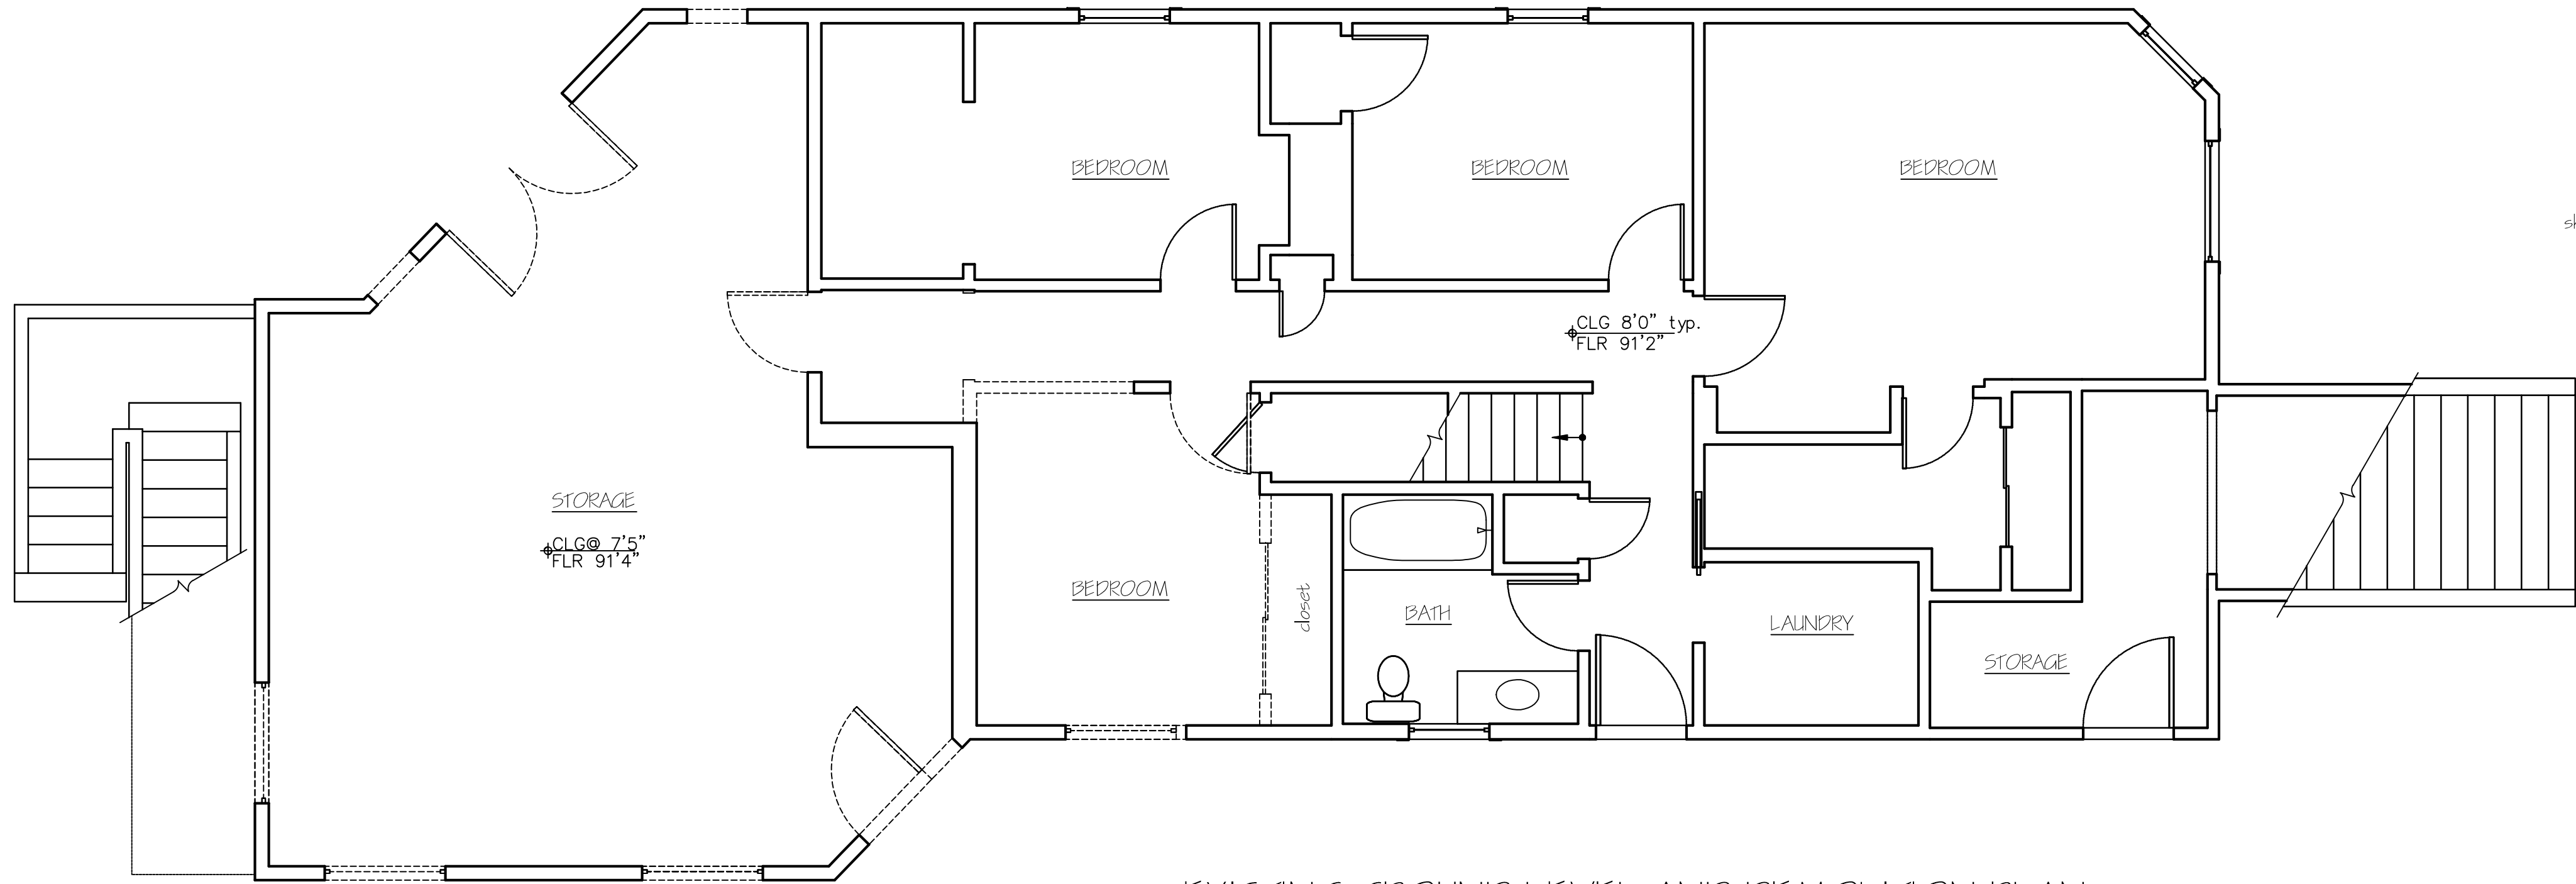 BEDROOM
BEDROOM
BEDROOM
CLG 8'0" typ.
FLR 91'2"
STORAGE
CLG@ 7'5"
FLR 91'4"
BEDROOM
closet
BATH
LAUNDRY
STORAGE